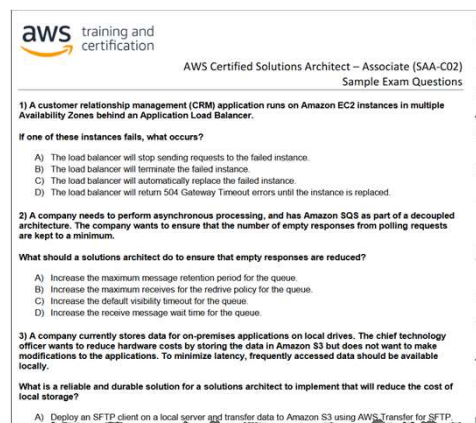 aws training and
certification
AWS Certified Solutions Architect – Associate (SAA-C02)
Sample Exam Questions
1) A customer relationship management (CRM) application runs on Amazon EC2 instances in multiple
Availability Zones behind an Application Load Balancer.
If one of these instances fails, what occurs?
A) The load balancer will stop sending requests to the failed instance.
B) The load balancer will terminate the failed instance.
C) The load balancer will automatically replace the failed instance.
D) The load balancer will return 504 Gateway Timeout errors until the instance is replaced.
2) A company needs to perform asynchronous processing, and has Amazon SQS as part of a decoupled
architecture. The company wants to ensure that the number of empty responses from polling requests
are kept to a minimum.
What should a solutions architect do to ensure that empty responses are reduced?
A) Increase the maximum message retention period for the queue.
B) Increase the maximum receives for the redrive policy for the queue.
C) Increase the default visibility timeout for the queue.
D) Increase the receive message wait time for the queue.
3) A company currently stores data for on-premises applications on local drives. The chief technology
officer wants to reduce hardware costs by storing the data in Amazon S3 but does not want to make
modifications to the applications. To minimize latency, frequently accessed data should be available
locally.
What is a reliable and durable solution for a solutions architect to implement that will reduce the cost of
local storage?
A) Deploy an SFTP client on a local server and transfer data to Amazon S3 using AWS Transfer for SFTP.